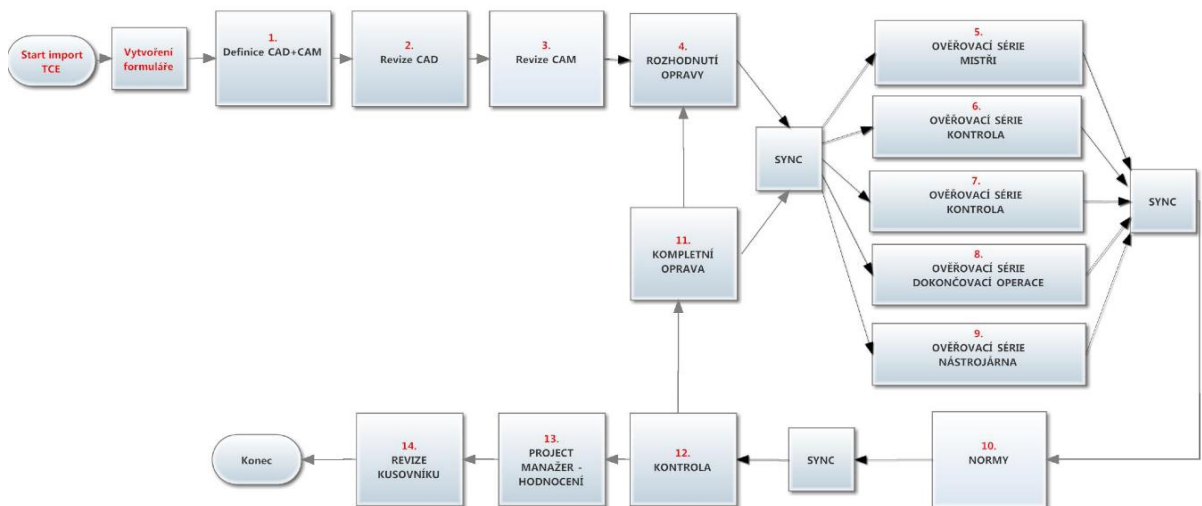 Start import
TCE
Vytvoření
formuláře
1.
Definice CAD+CAM
2.
Revize CAD
3.
Revize CAM
4.
ROZHODNUTÍ
OPRAVY
SYNC
5.
OVĚŘOVACÍ SÉRIE
MISTŘI
6.
OVĚŘOVACÍ SÉRIE
KONTROLA
7.
OVĚŘOVACÍ SÉRIE
KONTROLA
8.
OVĚŘOVACÍ SÉRIE
DOKONČOVACÍ OPERACE
9.
OVĚŘOVACÍ SÉRIE
NÁSTROJÁRNA
SYNC
10.
NORMY
SYNC
11.
KOMPLETNÍ
OPRAVA
12.
KONTROLA
13.
PROJECT
MANAŽER -
HODNOCENÍ
14.
REVIZE
KUSOVNÍKU
Konec